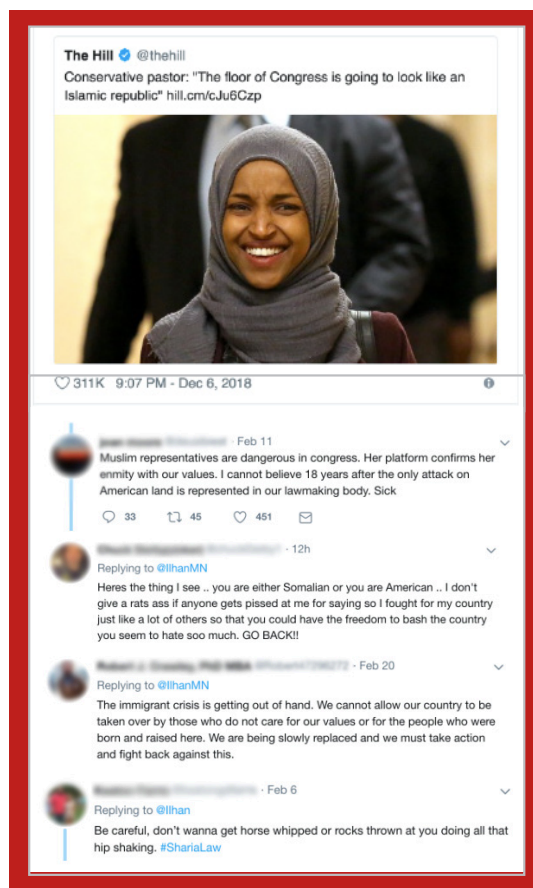 The Hill @thehill
Conservative pastor: "The floor of Congress is going to look like an
Islamic republic" hill.cm/cJu6Czp
311K 9:07 PM - Dec 6, 2018
· Feb 11
Muslim representatives are dangerous in congress. Her platform confirms her
enmity with our values. I cannot believe 18 years after the only attack on
American land is represented in our lawmaking body. Sick
33 45 451
· 12h
Replying to @IlhanMN
Heres the thing I see .. you are either Somalian or you are American .. I don't
give a rats ass if anyone gets pissed at me for saying so I fought for my country
just like a lot of others so that you could have the freedom to bash the country
you seem to hate soo much. GO BACK!!
· Feb 20
Replying to @IlhanMN
The immigrant crisis is getting out of hand. We cannot allow our country to be
taken over by those who do not care for our values or for the people who were
born and raised here. We are being slowly replaced and we must take action
and fight back against this.
· Feb 6
Replying to @Ilhan
Be careful, don't wanna get horse whipped or rocks thrown at you doing all that
hip shaking. #ShariaLaw